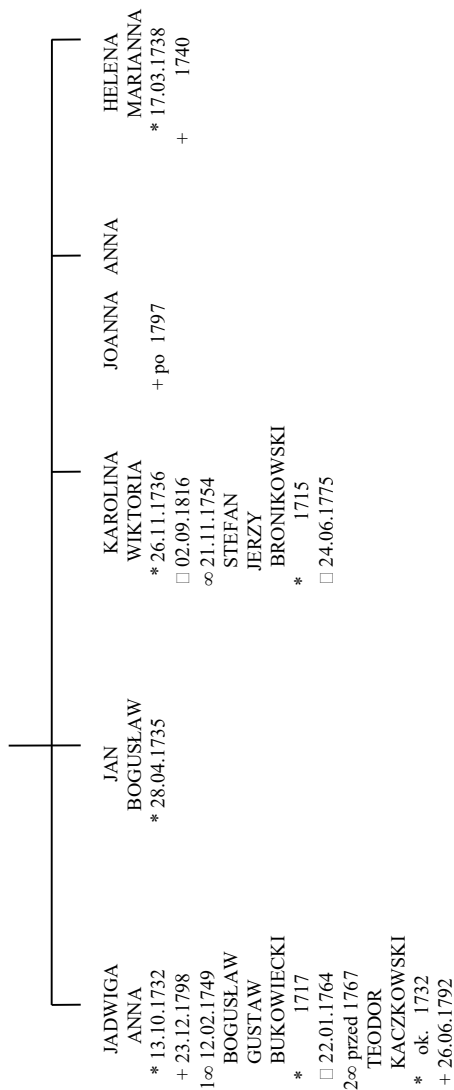 JADWIGA
ANNA
* 13.10.1732
+ 23.12.1798
1∞ 12.02.1749
BOGUSŁAW
GUSTAW
BUKOWIECKI
* 1717
□ 22.01.1764
2∞ przed 1767
TEODOR
KACZKOWSKI
* ok. 1732
+ 26.06.1792
JAN
BOGUSŁAW
* 28.04.1735
KAROLINA
WIKTORIA
* 26.11.1736
□ 02.09.1816
∞ 21.11.1754
STEFAN
JERZY
BRONIKOWSKI
* 1715
□ 24.06.1775
JOANNA ANNA
+ po 1797
HELENA
MARIANNA
* 17.03.1738
+ 1740